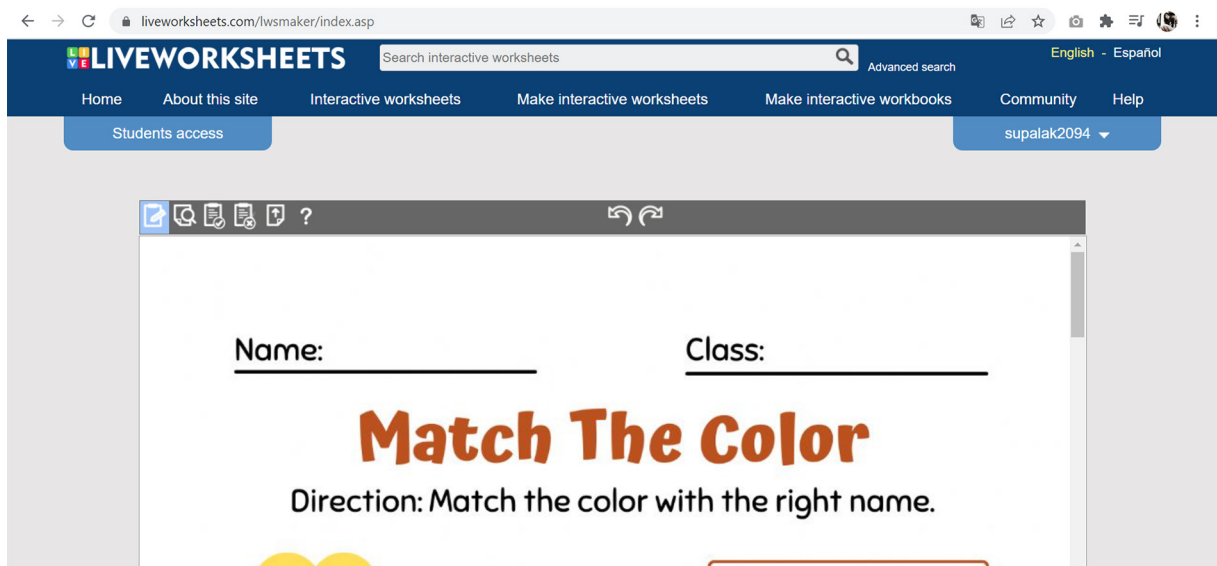 liveworksheets.com/lwsmaker/index.asp
LIVEWORKSHEETS
Search interactive worksheets
Advanced search
English - Español
Home About this site Interactive worksheets Make interactive worksheets Make interactive workbooks Community Help
Students access
supalak2094
?
Name: Class:
Match The Color
Direction: Match the color with the right name.